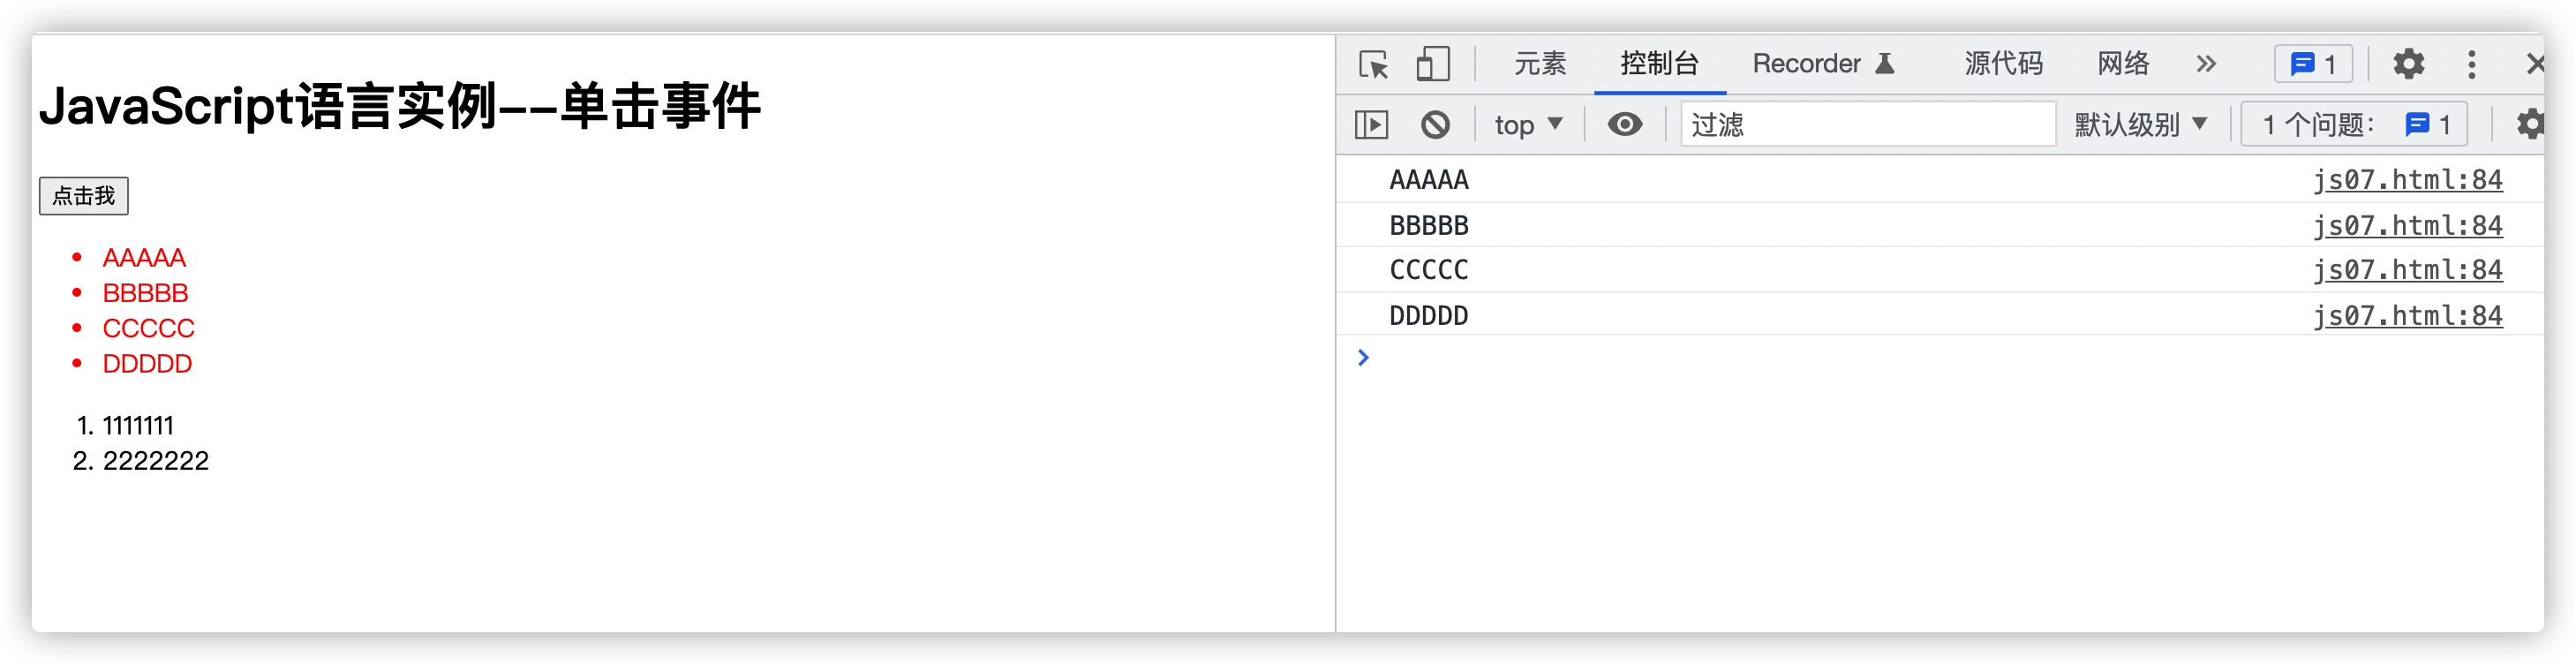 JavaScript语言实例--单击事件
点击我
• AAAAA
• BBBBB
• CCCCC
• DDDDD
1. 1111111
2. 2222222
元素 控制台 Recorder 源代码 网络 » 1
top ▼ 过滤 默认级别 ▼ 1 个问题： 1
AAAAA js07.html:84
BBBBB js07.html:84
CCCCC js07.html:84
DDDDD js07.html:84